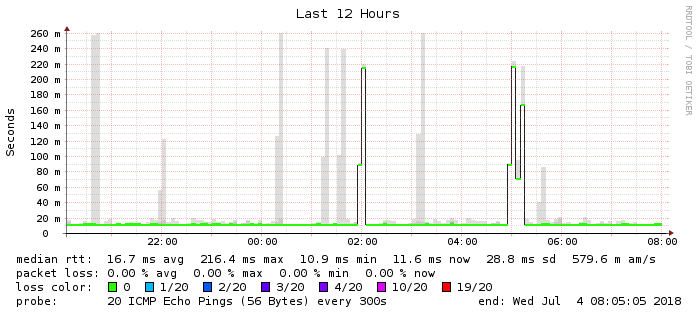 Last 12 Hours
RRDTOOL / TOBI OETIKER
Seconds
260 m
240 m
220 m
200 m
180 m
160 m
140 m
120 m
100 m
80 m
60 m
40 m
20 m
0
22:00 00:00 02:00 04:00 06:00 08:00
median rtt: 16.7 ms avg 216.4 ms max 10.9 ms min 11.6 ms now 28.8 ms sd 579.6 m am/s
packet loss: 0.00 % avg 0.00 % max 0.00 % min 0.00 % now
loss color: 0 1/20 2/20 3/20 4/20 10/20 19/20
probe: 20 ICMP Echo Pings (56 Bytes) every 300s end: Wed Jul 4 08:05:05 2018